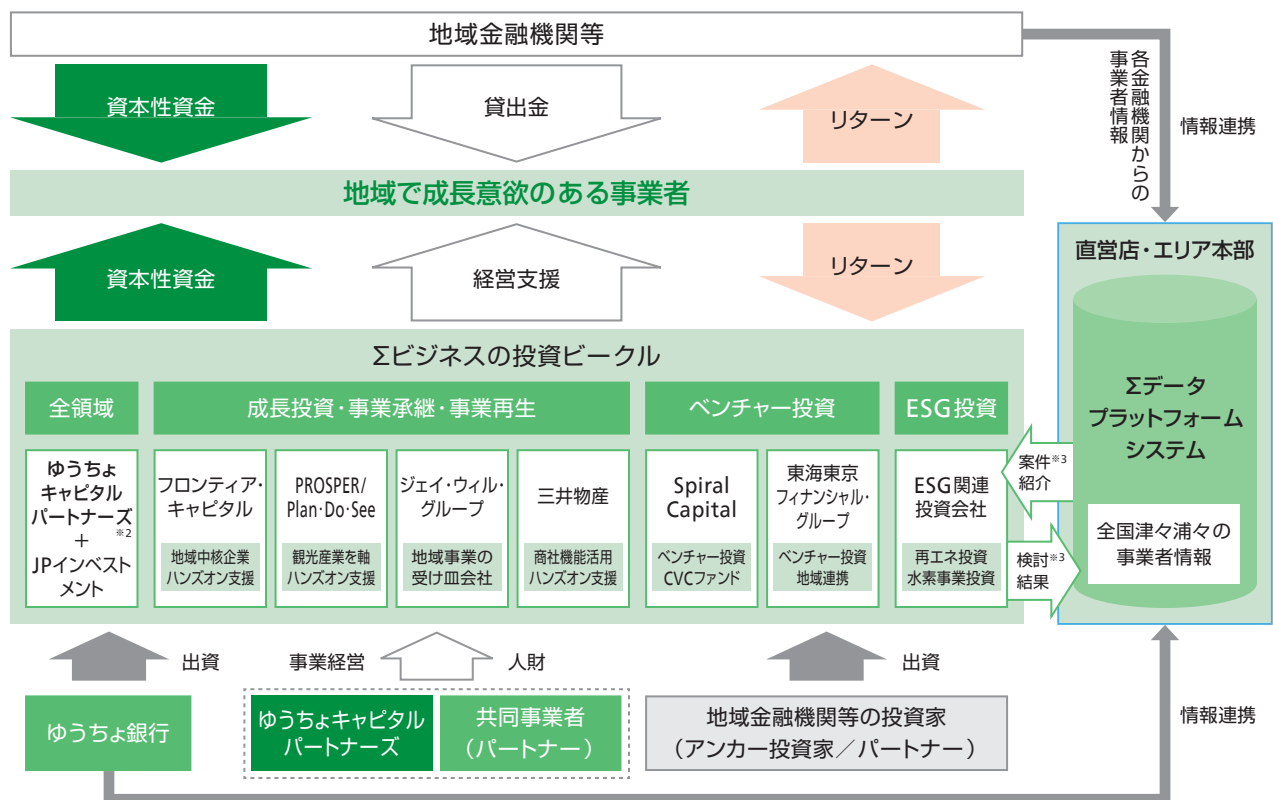 地域金融機関等
資本性資金
貸出金
リターン
各金融機関からの
事業者情報
情報連携
地域で成長意欲のある事業者
資本性資金
経営支援
リターン
直営店・エリア本部
Σデータ
プラットフォーム
システム
全国津々浦々の
事業者情報
Σビジネスの投資ビークル
全領域
成長投資・事業承継・事業再生
ベンチャー投資
ESG投資
ゆうちょ
キャピタル
パートナーズ
※2
+
JPインベスト
メント
フロンティア・
キャピタル
地域中核企業
ハンズオン支援
PROSPER/
Plan・Do・See
観光産業を軸
ハンズオン支援
ジェイ・ウィル・
グループ
地域事業の
受け皿会社
三井物産
商社機能活用
ハンズオン支援
Spiral
Capital
ベンチャー投資
CVCファンド
東海東京
フィナンシャル・
グループ
ベンチャー投資
地域連携
ESG関連
投資会社
再エネ投資
水素事業投資
案件※3
紹介
検討※3
結果
出資
事業経営
人財
出資
ゆうちょ銀行
ゆうちょキャピタル
パートナーズ
共同事業者
(パートナー)
地域金融機関等の投資家
(アンカー投資家/パートナー)
情報連携